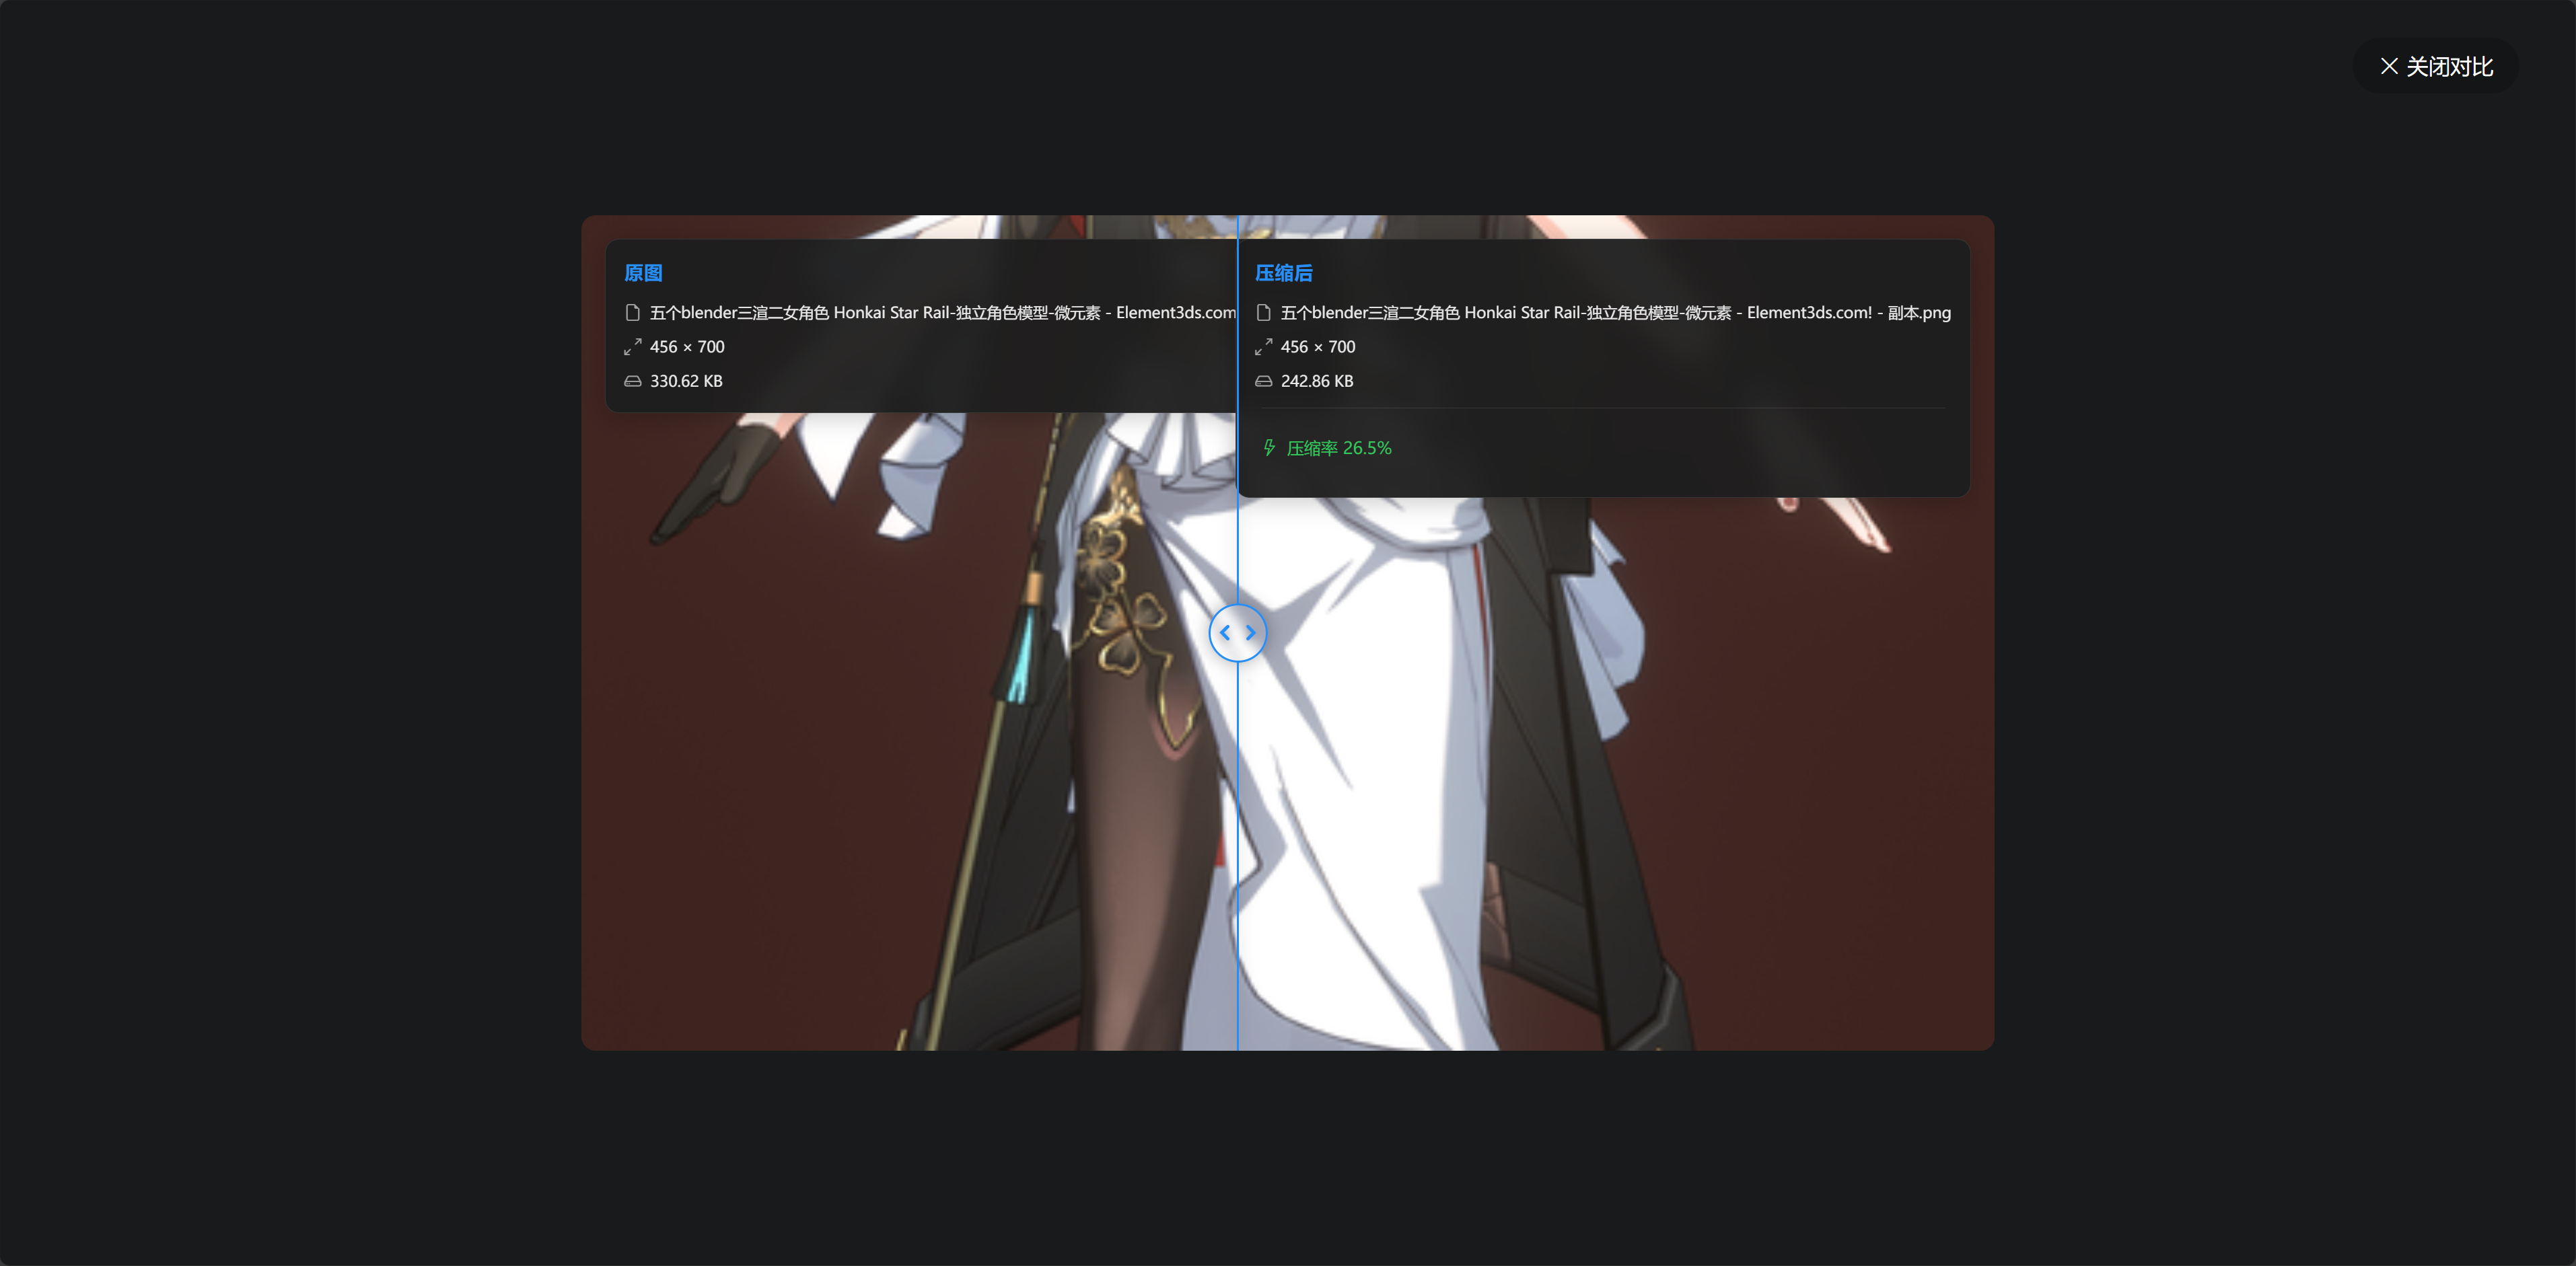 关闭对比
原图
五个blender三渲二女角色 Honkai Star Rail-独立角色模型-微元素 - Element3ds.com
456 × 700
330.62 KB
压缩后
五个blender三渲二女角色 Honkai Star Rail-独立角色模型-微元素 - Element3ds.com! - 副本.png
456 × 700
242.86 KB
压缩率 26.5%